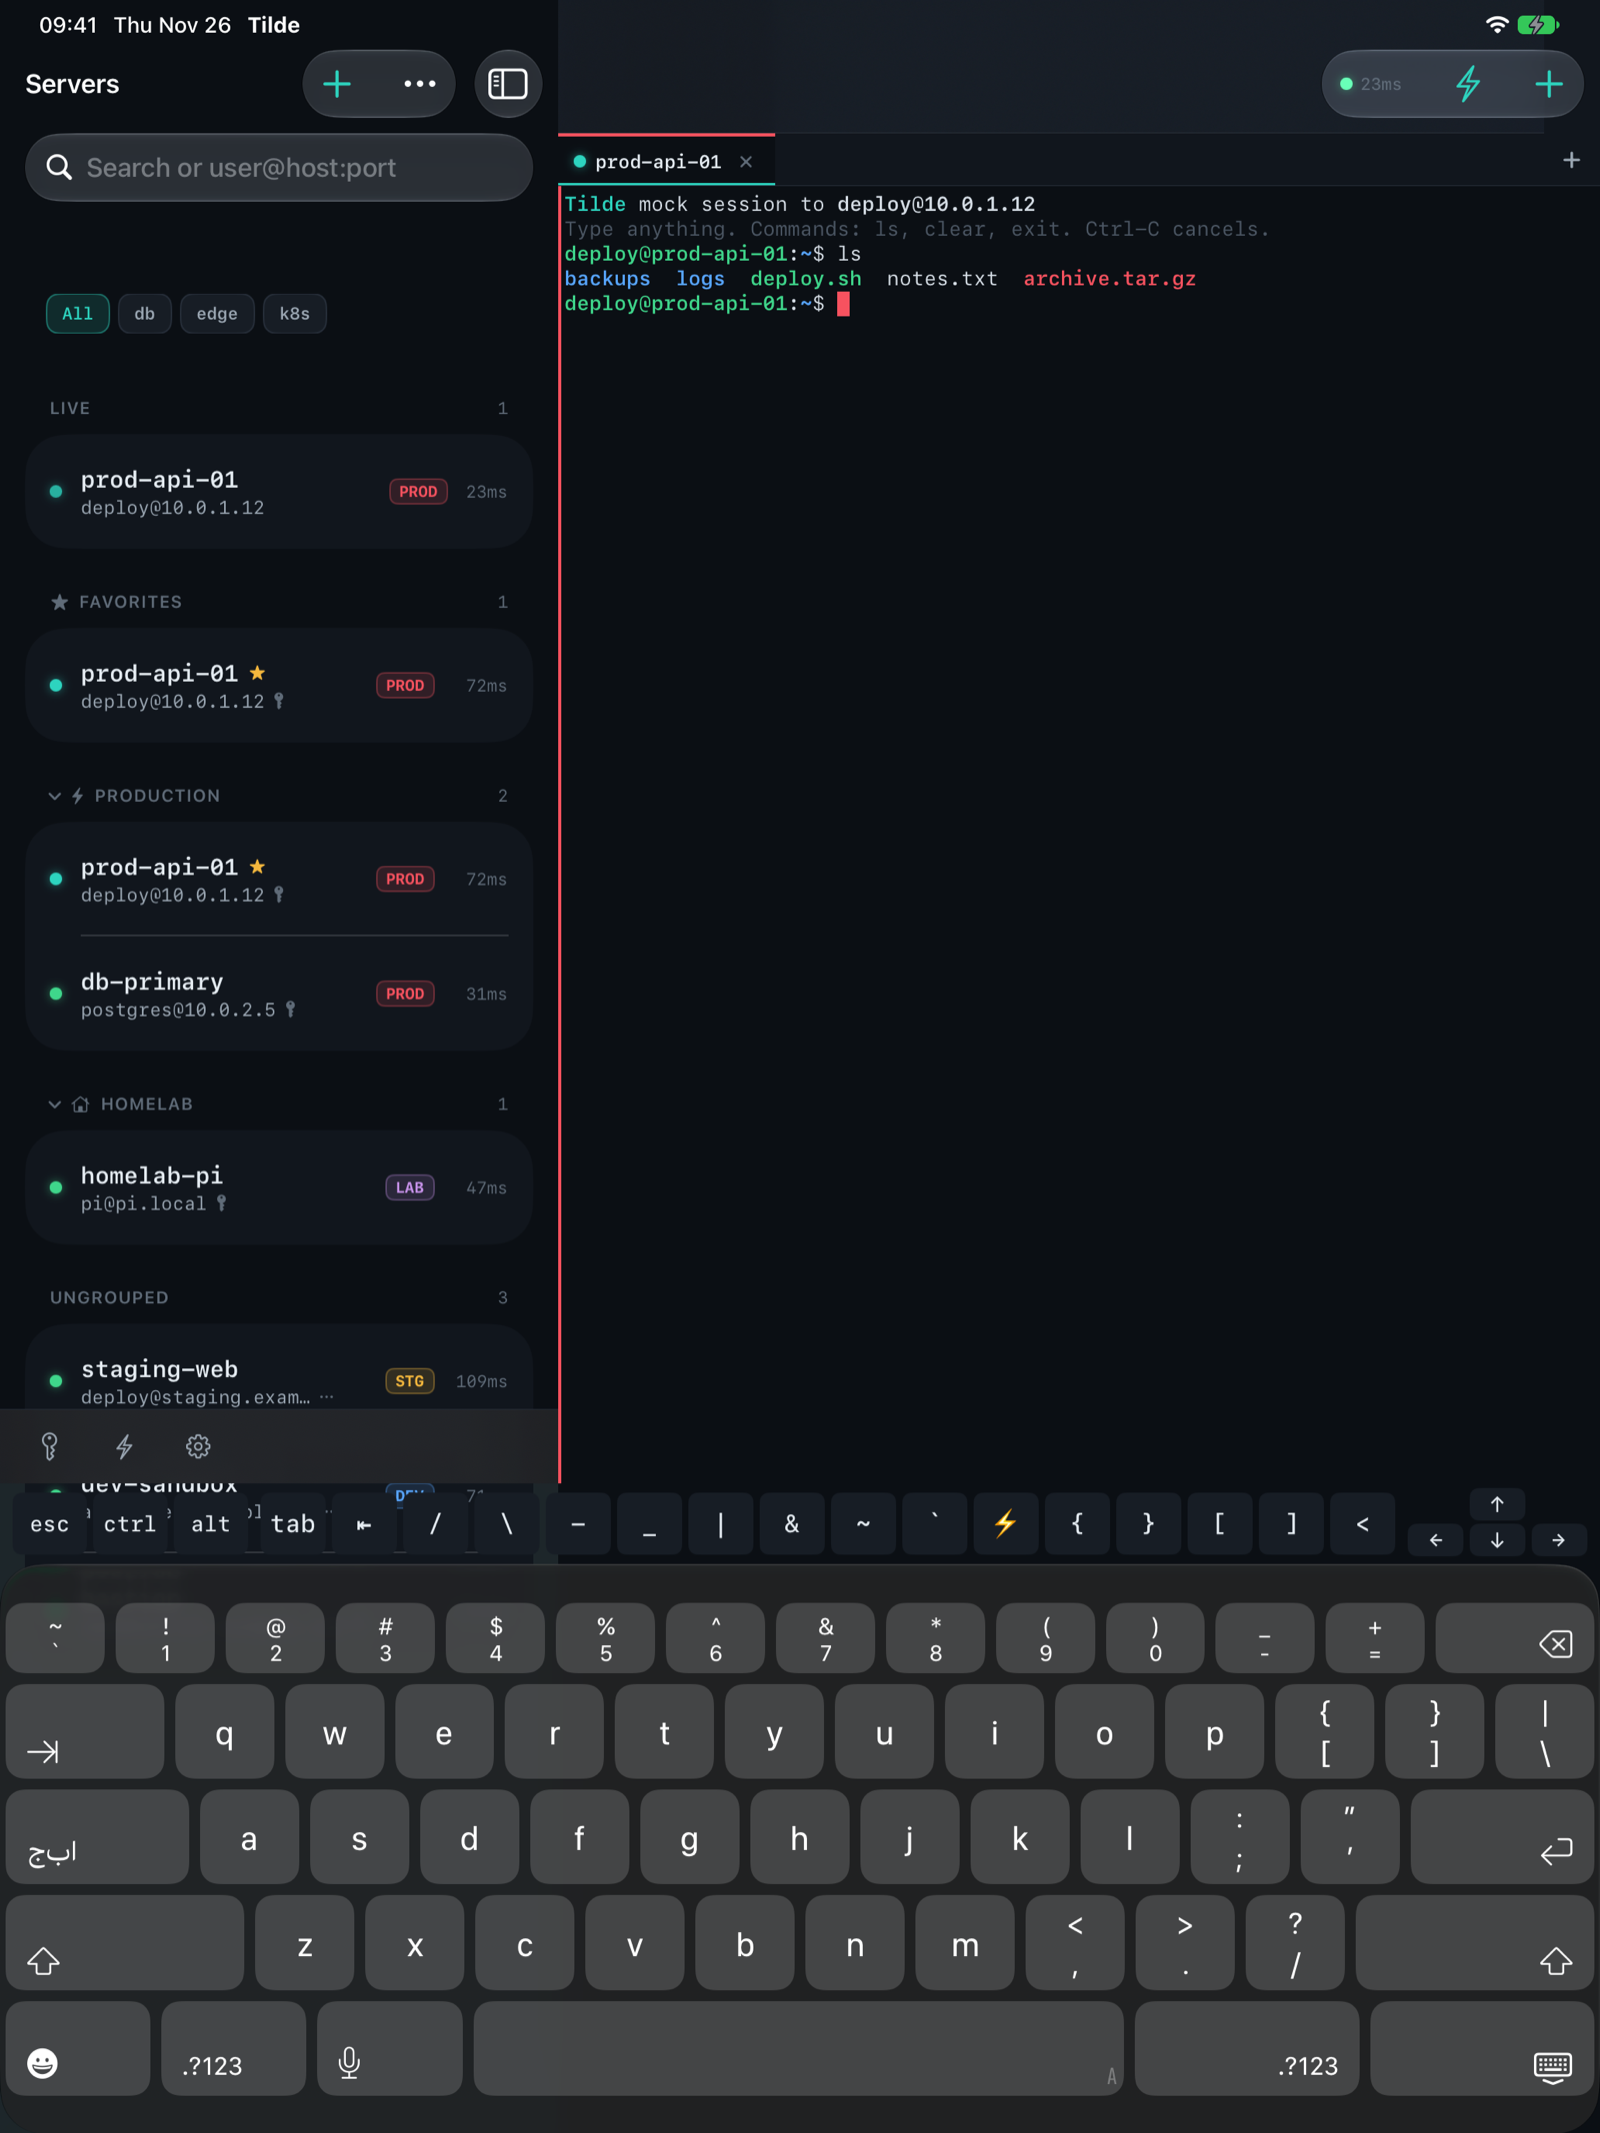 09:41 Thu Nov 26 Tilde
Servers
Search or user@host:port
All db edge k8s
LIVE 1
prod-api-01
deploy@10.0.1.12
PROD 23ms
FAVORITES 1
prod-api-01
deploy@10.0.1.12
PROD 72ms
PRODUCTION 2
prod-api-01
deploy@10.0.1.12
PROD 72ms
db-primary
postgres@10.0.2.5
PROD 31ms
HOMELAB 1
homelab-pi
pi@pi.local
LAB 47ms
UNGROUPED 3
staging-web
deploy@staging.exam…
STG 109ms
dev-sandbox
DEV
23ms
prod-api-01
Tilde mock session to deploy@10.0.1.12
Type anything. Commands: ls, clear, exit. Ctrl-C cancels.
deploy@prod-api-01:~$ ls
backups logs deploy.sh notes.txt archive.tar.gz
deploy@prod-api-01:~$
esc ctrl alt tab ⇤ / \ – _ | & ~ ` ⚡ { } [ ] < ← ↑ ↓ →
~ ! @ # $ % ^ & * ( ) _ +
` 1 2 3 4 5 6 7 8 9 0 - =
q w e r t y u i o p { [ } ] | \
ابج a s d f g h j k l : ; " '
z x c v b n m < , > . ? /
.?123 A .?123